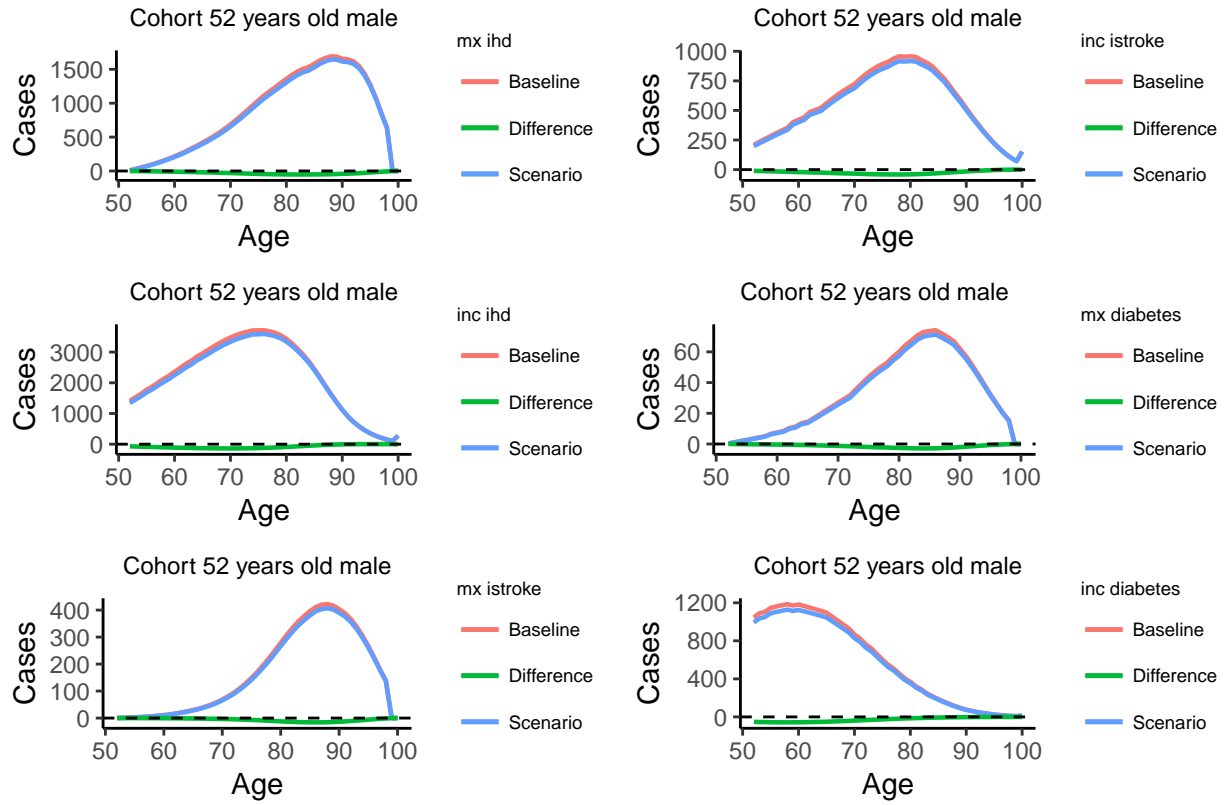 Cohort 52 years old male
mx ihd
Baseline
Difference
Scenario
Cases
1500
1000
500
0
50 60 70 80 90 100
Age
Cohort 52 years old male
inc istroke
Baseline
Difference
Scenario
Cases
1000
750
500
250
0
50 60 70 80 90 100
Age
Cohort 52 years old male
inc ihd
Baseline
Difference
Scenario
Cases
3000
2000
1000
0
50 60 70 80 90 100
Age
Cohort 52 years old male
mx diabetes
Baseline
Difference
Scenario
Cases
60
40
20
0
50 60 70 80 90 100
Age
Cohort 52 years old male
mx istroke
Baseline
Difference
Scenario
Cases
400
300
200
100
0
50 60 70 80 90 100
Age
Cohort 52 years old male
inc diabetes
Baseline
Difference
Scenario
Cases
1200
800
400
0
50 60 70 80 90 100
Age